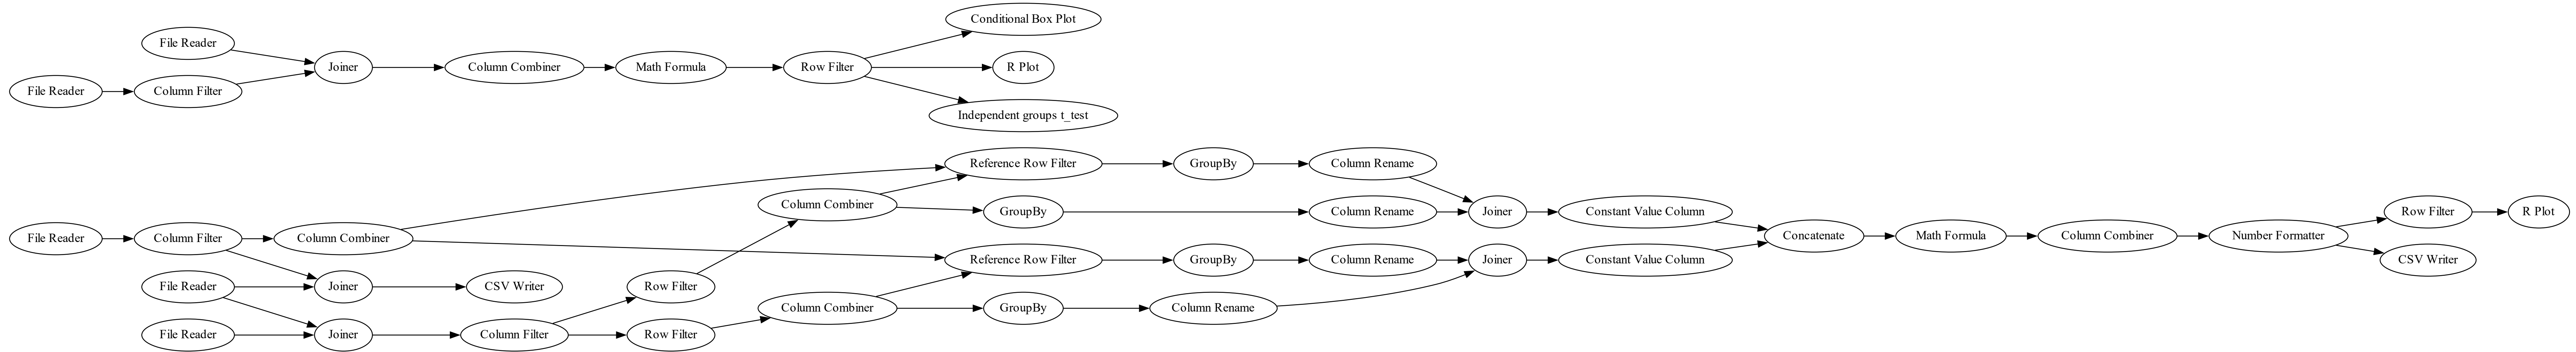 Conditional Box Plot
File Reader
Joiner
Column Combiner
Math Formula
Row Filter
R Plot
File Reader
Column Filter
Independent groups t_test
Reference Row Filter
GroupBy
Column Rename
Column Combiner
GroupBy
Column Rename
Joiner
Constant Value Column
Row Filter
R Plot
File Reader
Column Filter
Column Combiner
Concatenate
Math Formula
Column Combiner
Number Formatter
Reference Row Filter
GroupBy
Column Rename
Joiner
Constant Value Column
CSV Writer
File Reader
Joiner
CSV Writer
Row Filter
Column Combiner
GroupBy
Column Rename
File Reader
Joiner
Column Filter
Row Filter